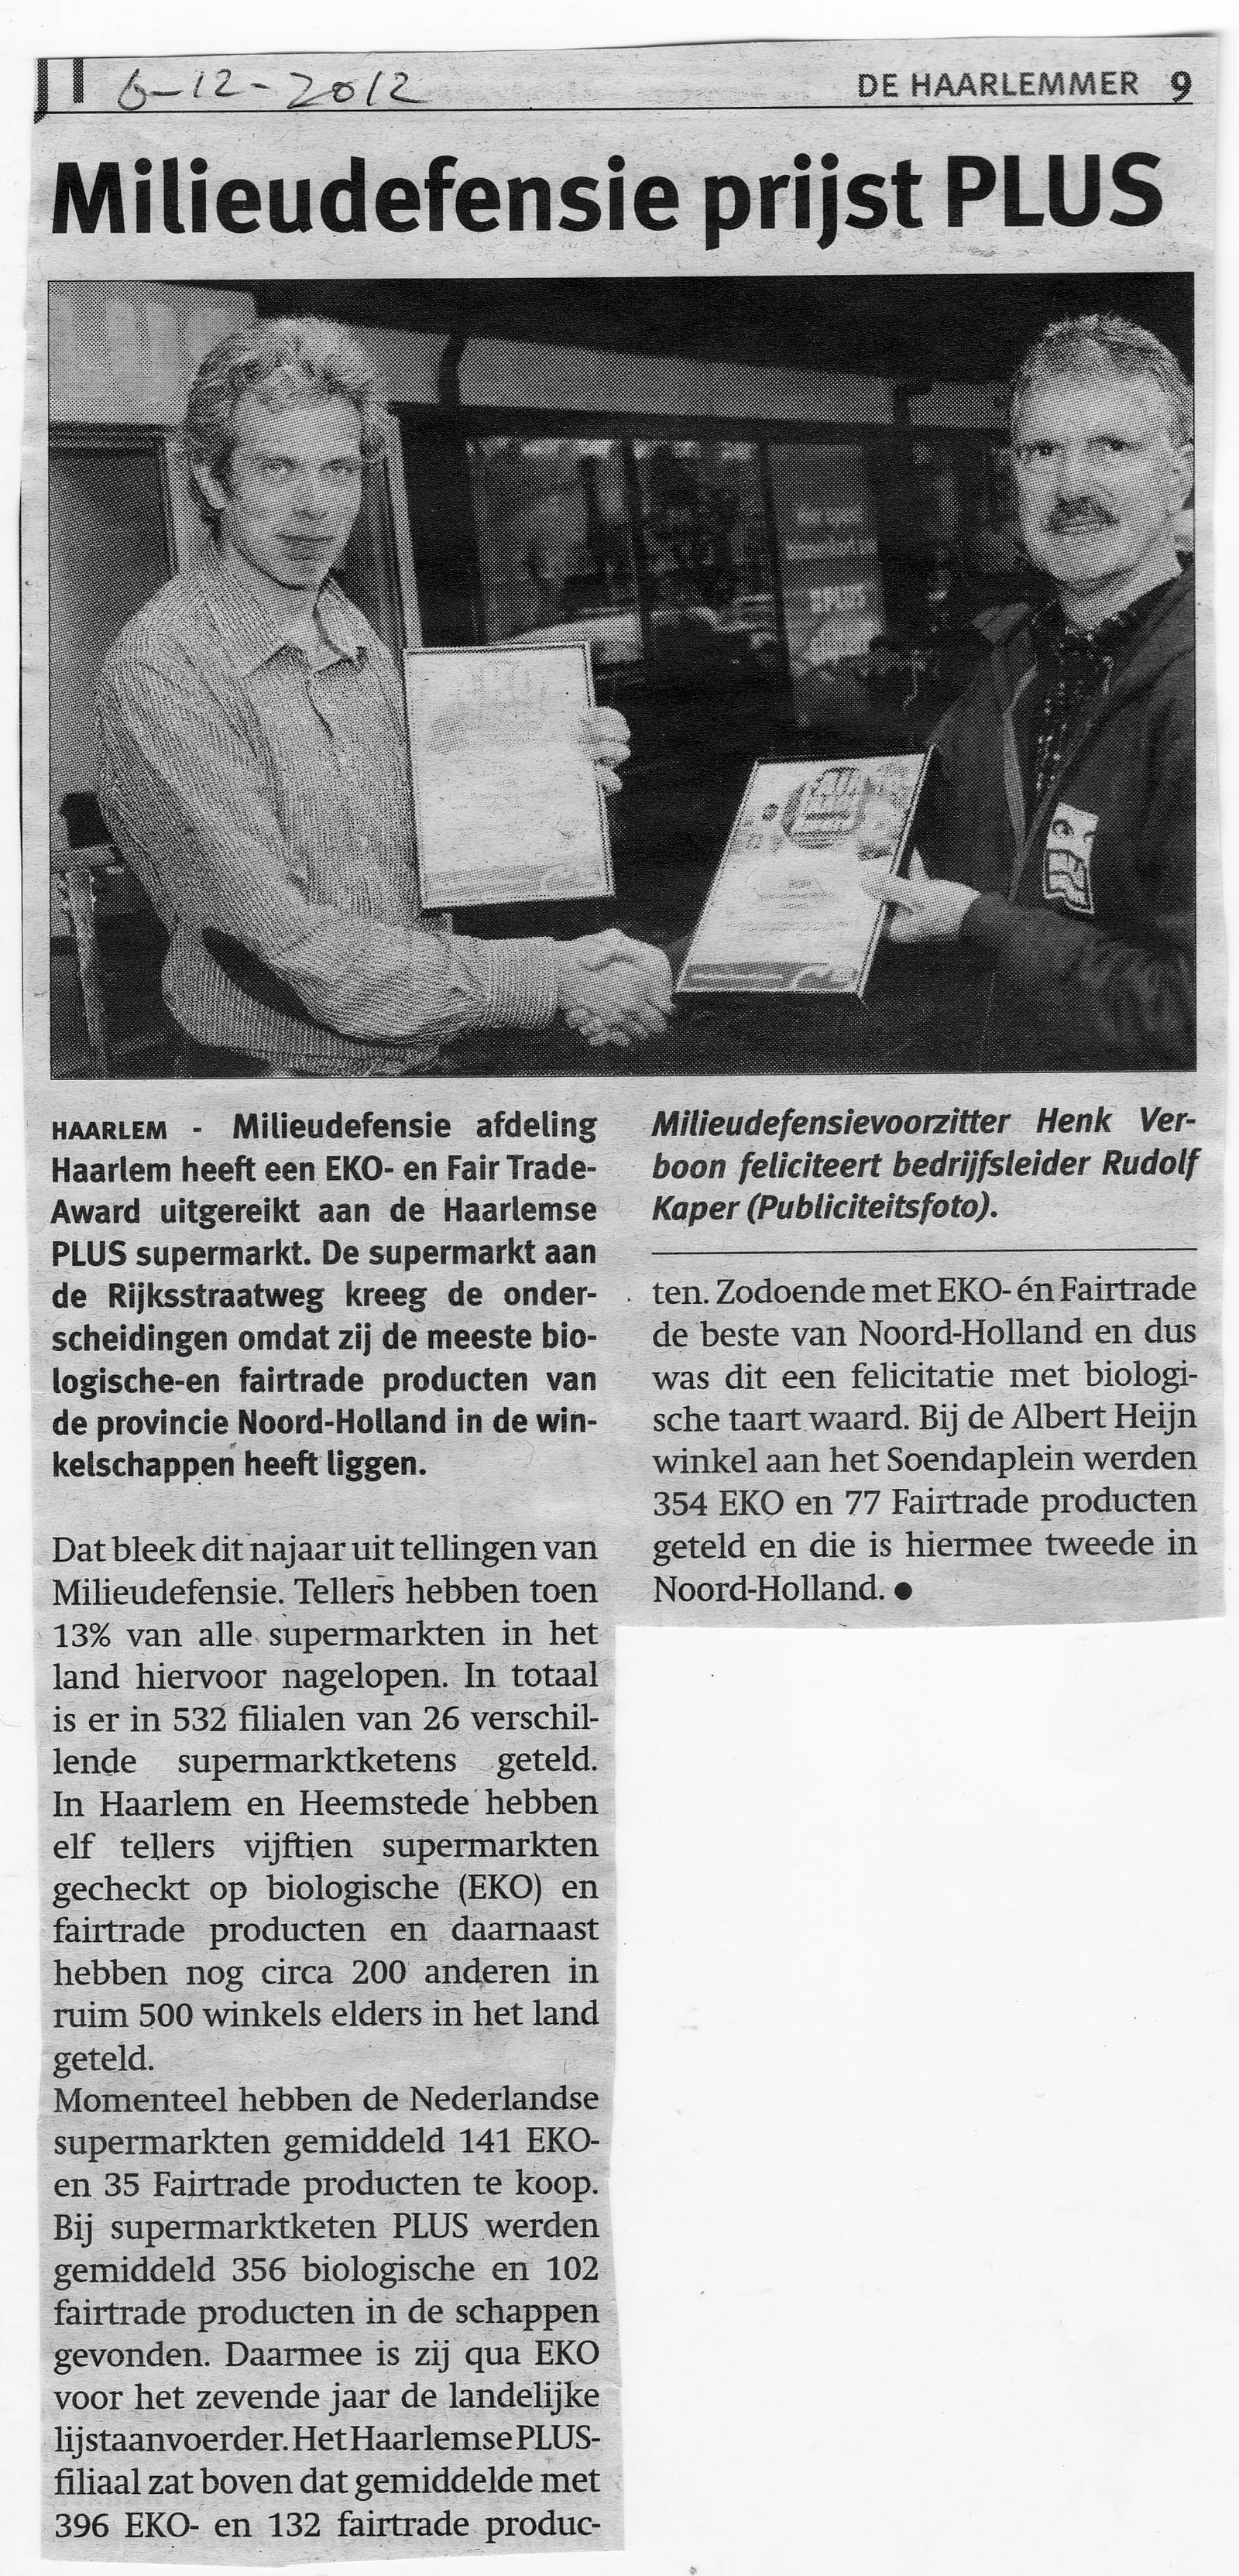 6-12-2012
DE HAARLEMMER 9
Milieudefensie prijst PLUS
HAARLEM - Milieudefensie afdeling
Haarlem heeft een EKO- en Fair Trade-
Award uitgereikt aan de Haarlemse
PLUS supermarkt. De supermarkt aan
de Rijksstraatweg kreeg de onder-
scheidingen omdat zij de meeste bio-
logische-en fairtrade producten van
de provincie Noord-Holland in de win-
kelschappen heeft liggen.
Dat bleek dit najaar uit tellingen van
Milieudefensie. Tellers hebben toen
13% van alle supermarkten in het
land hiervoor nagelopen. In totaal
is er in 532 filialen van 26 verschil-
lende supermarktketens geteld.
In Haarlem en Heemstede hebben
elf tellers vijftien supermarkten
gecheckt op biologische (EKO) en
fairtrade producten en daarnaast
hebben nog circa 200 anderen in
ruim 500 winkels elders in het land
geteld.
Momenteel hebben de Nederlandse
supermarkten gemiddeld 141 EKO-
en 35 Fairtrade producten te koop.
Bij supermarktketen PLUS werden
gemiddeld 356 biologische en 102
fairtrade producten in de schappen
gevonden. Daarmee is zij qua EKO
voor het zevende jaar de landelijke
lijstaanvoerder. Het Haarlemse PLUS-
filiaal zat boven dat gemiddelde met
396 EKO- en 132 fairtrade produc-
Milieudefensievoorzitter Henk Ver-
boon feliciteert bedrijfsleider Rudolf
Kaper (Publiciteitsfoto).
ten. Zodoende met EKO- én Fairtrade
de beste van Noord-Holland en dus
was dit een felicitatie met biologi-
sche taart waard. Bij de Albert Heijn
winkel aan het Soendaplein werden
354 EKO en 77 Fairtrade producten
geteld en die is hiermee tweede in
Noord-Holland. ●